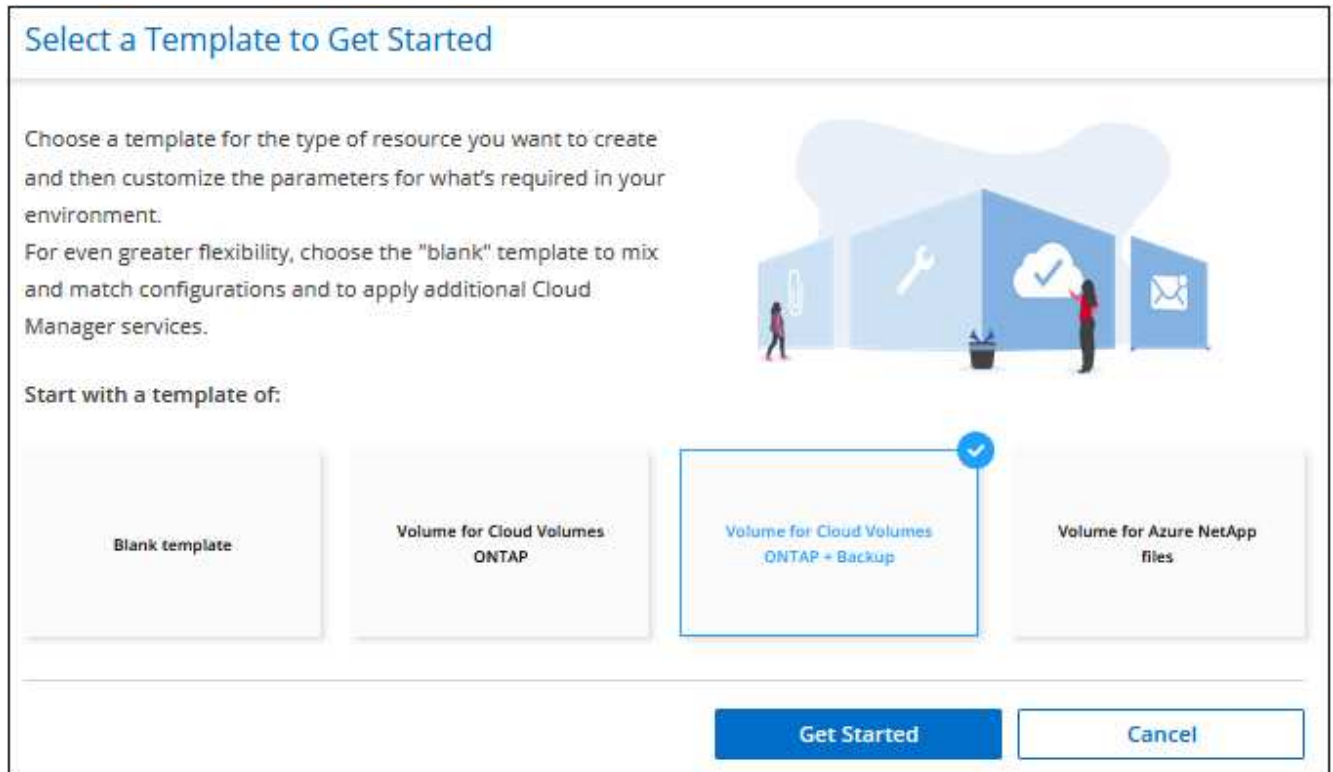 Select a Template to Get Started
Choose a template for the type of resource you want to create
and then customize the parameters for what's required in your
environment.
For even greater flexibility, choose the "blank" template to mix
and match configurations and to apply additional Cloud
Manager services.
Start with a template of:
Blank template
Volume for Cloud Volumes
ONTAP
Volume for Cloud Volumes
ONTAP + Backup
Volume for Azure NetApp
files
Get Started
Cancel